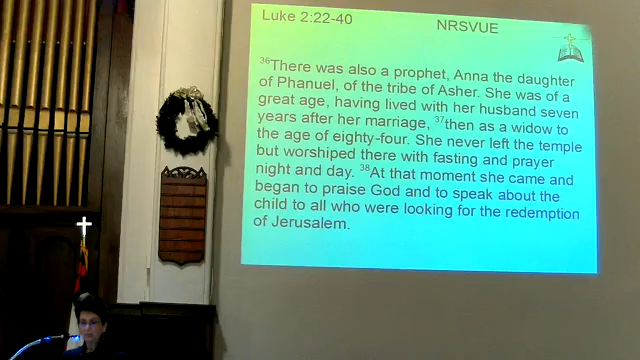 Luke 2:22-40
NRSVUE
³⁶There was also a prophet, Anna the daughter
of Phanuel, of the tribe of Asher. She was of a
great age, having lived with her husband seven
years after her marriage, ³⁷then as a widow to
the age of eighty-four. She never left the temple
but worshiped there with fasting and prayer
night and day. ³⁸At that moment she came and
began to praise God and to speak about the
child to all who were looking for the redemption
of Jerusalem.